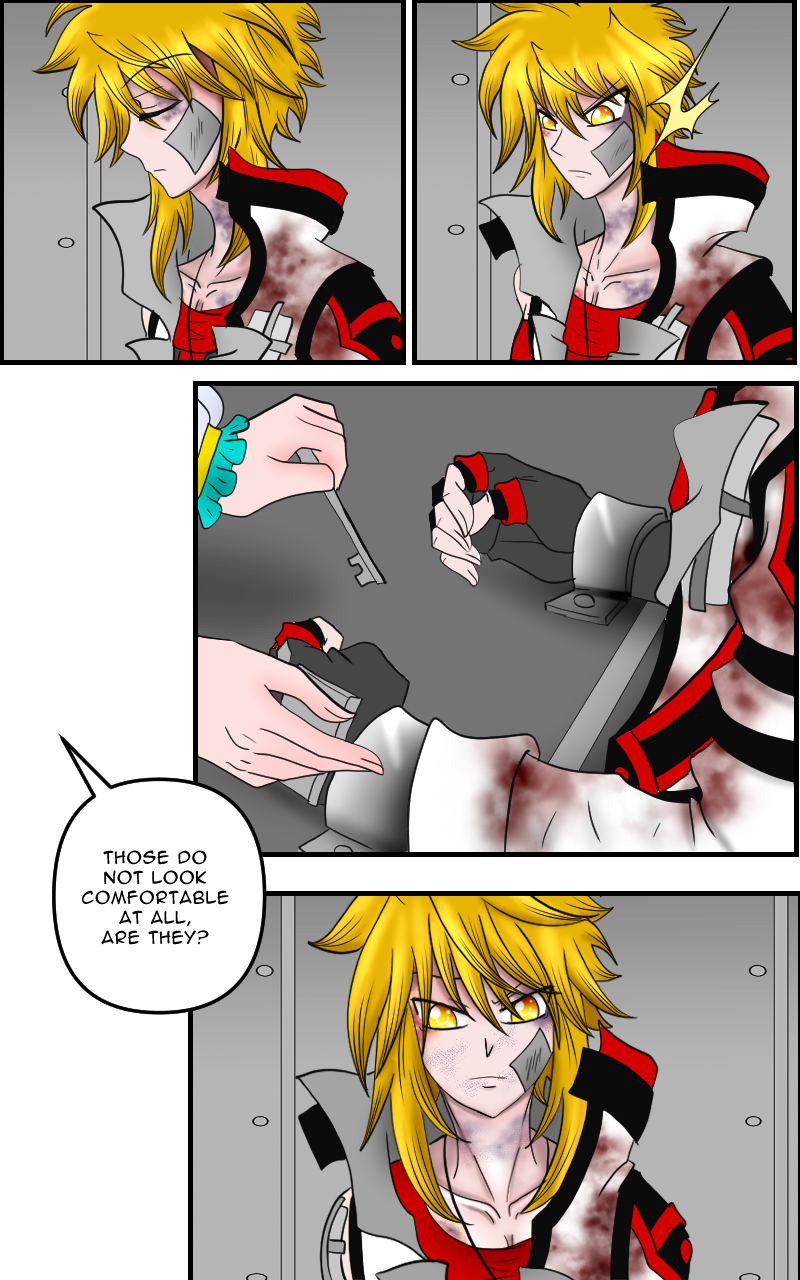 THOSE DO
NOT LOOK
COMFORTABLE
AT ALL,
ARE THEY?